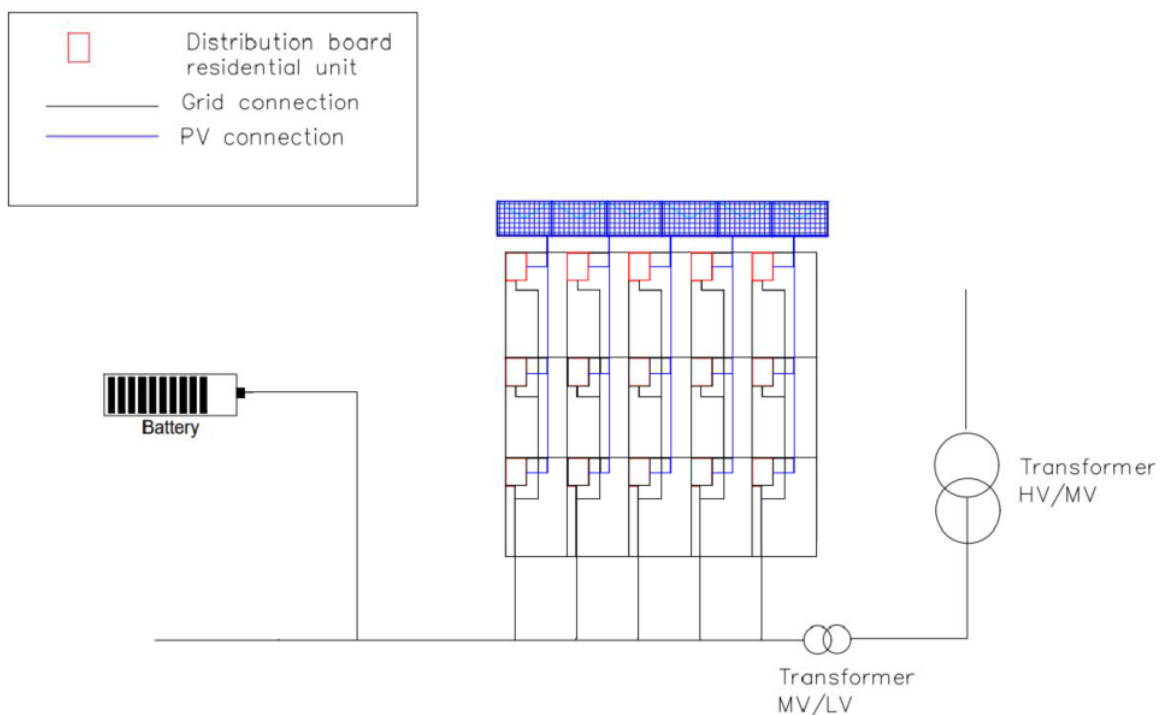 Distribution board
residential unit
Grid connection
PV connection
Battery
Transformer
HV/MV
Transformer
MV/LV